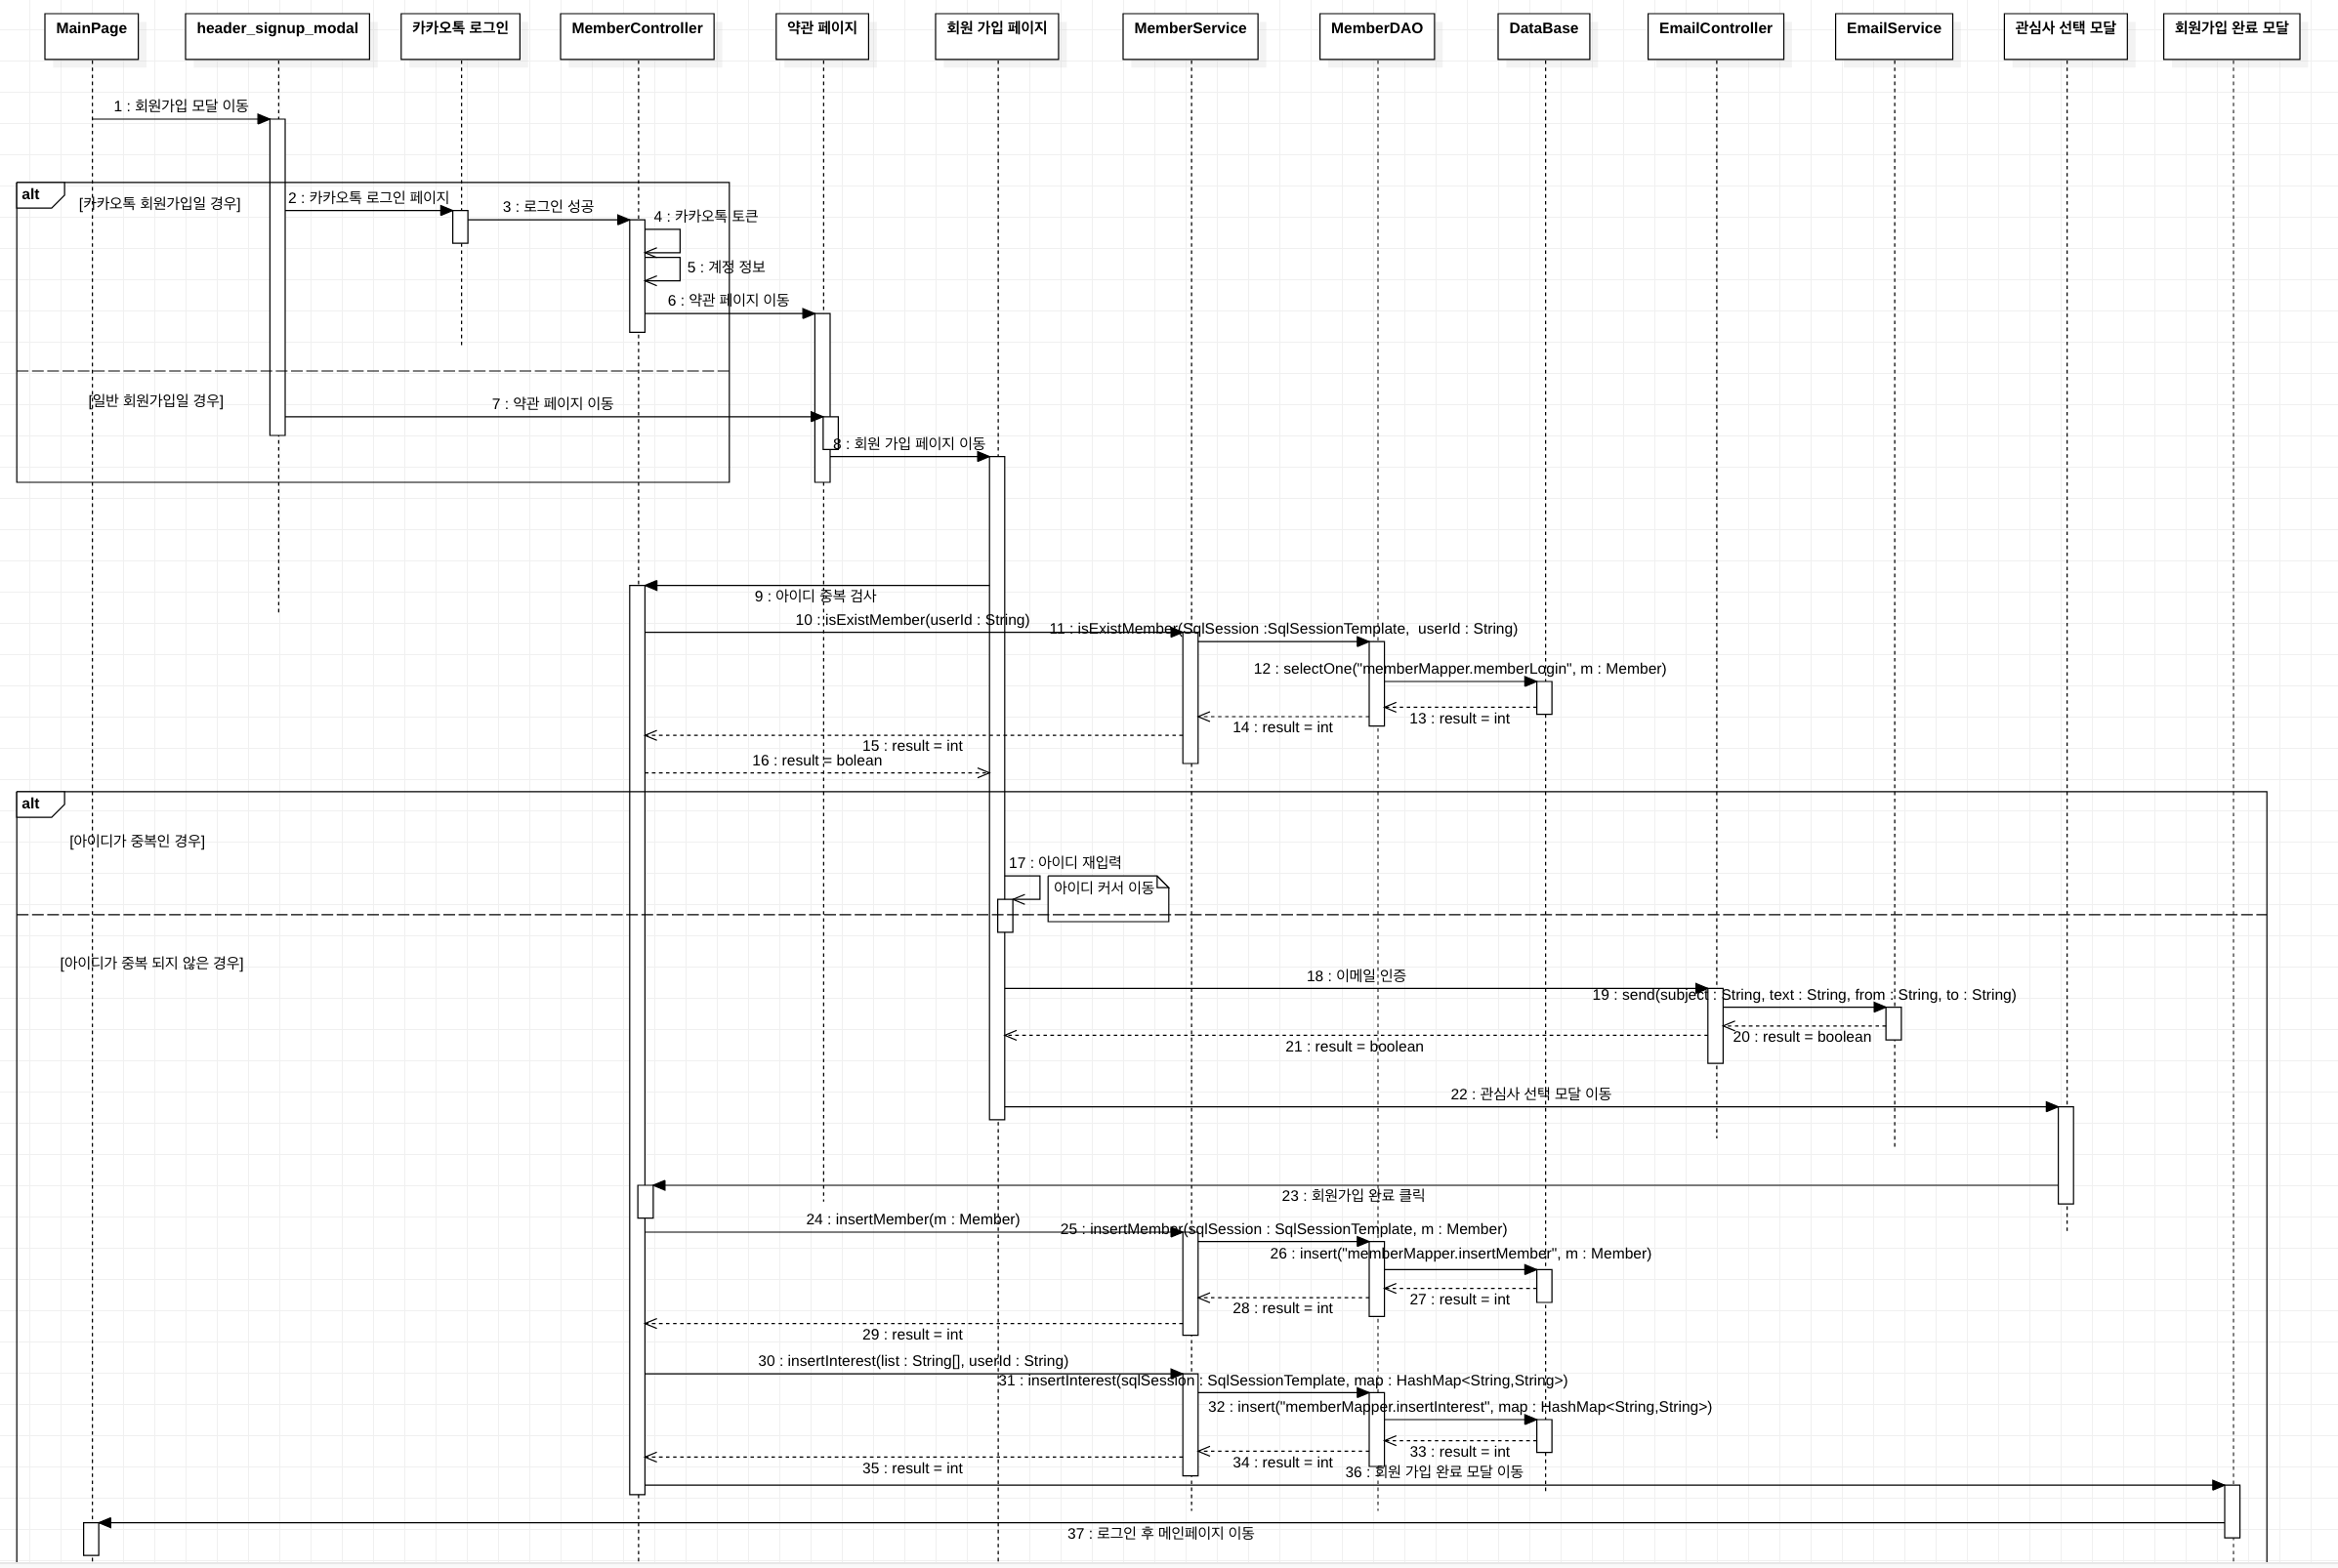 MainPage
header_signup_modal
카카오톡 로그인
MemberController
약관 페이지
회원 가입 페이지
MemberService
MemberDAO
DataBase
EmailController
EmailService
관심사 선택 모달
회원가입 완료 모달
1 : 회원가입 모달 이동
alt
[카카오톡 회원가입일 경우]
2 : 카카오톡 로그인 페이지
3 : 로그인 성공
4 : 카카오톡 토큰
5 : 계정 정보
6 : 약관 페이지 이동
[일반 회원가입일 경우]
7 : 약관 페이지 이동
8 : 회원 가입 페이지 이동
9 : 아이디 중복 검사
10 : isExistMember(userId : String)
11 : isExistMember(SqlSession :SqlSessionTemplate,  userId : String)
12 : selectOne("memberMapper.memberLogin", m : Member)
13 : result = int
14 : result = int
15 : result = int
16 : result = bolean
alt
[아이디가 중복인 경우]
17 : 아이디 재입력
아이디 커서 이동
[아이디가 중복 되지 않은 경우]
18 : 이메일 인증
19 : send(subject : String, text : String, from : String, to : String)
20 : result = boolean
21 : result = boolean
22 : 관심사 선택 모달 이동
23 : 회원가입 완료 클릭
24 : insertMember(m : Member)
25 : insertMember(sqlSession : SqlSessionTemplate, m : Member)
26 : insert("memberMapper.insertMember", m : Member)
27 : result = int
28 : result = int
29 : result = int
30 : insertInterest(list : String[], userId : String)
31 : insertInterest(sqlSession : SqlSessionTemplate, map : HashMap<String,String>)
32 : insert("memberMapper.insertInterest", map : HashMap<String,String>)
33 : result = int
34 : result = int
35 : result = int
36 : 회원 가입 완료 모달 이동
37 : 로그인 후 메인페이지 이동